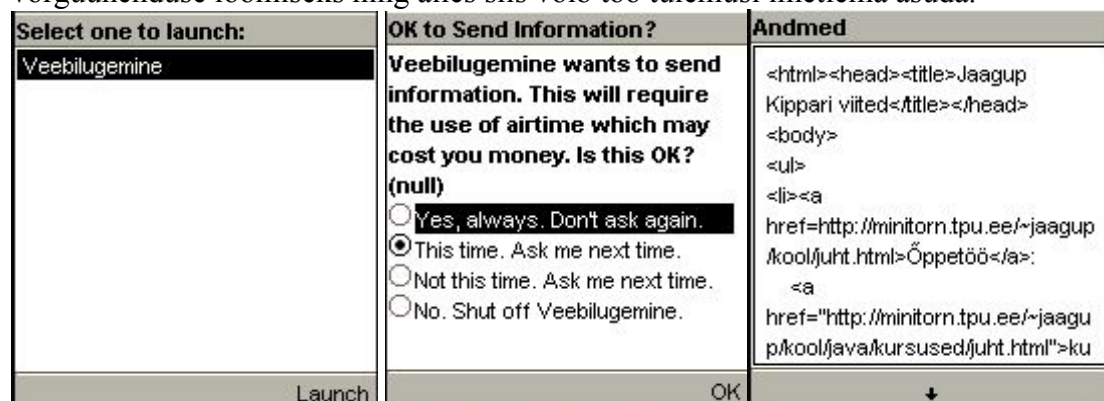 Select one to launch:
Veebilugemine
Launch
OK to Send Information?
Veebilugemine wants to send
information. This will require
the use of airtime which may
cost you money. Is this OK?
(null)
Yes, always. Don't ask again.
This time. Ask me next time.
Not this time. Ask me next time.
No. Shut off Veebilugemine.
OK
Andmed
<html><head><title>Jaagup
Kippari viited</title></head>
<body>
<ul>
<li><a
href=http://minitorn.tpu.ee/~jaagup
/kool/juht.html>Õppetöö</a>:
<a
href="http://minitorn.tpu.ee/~jaagu
p/kool/java/kursused/juht.html">ku